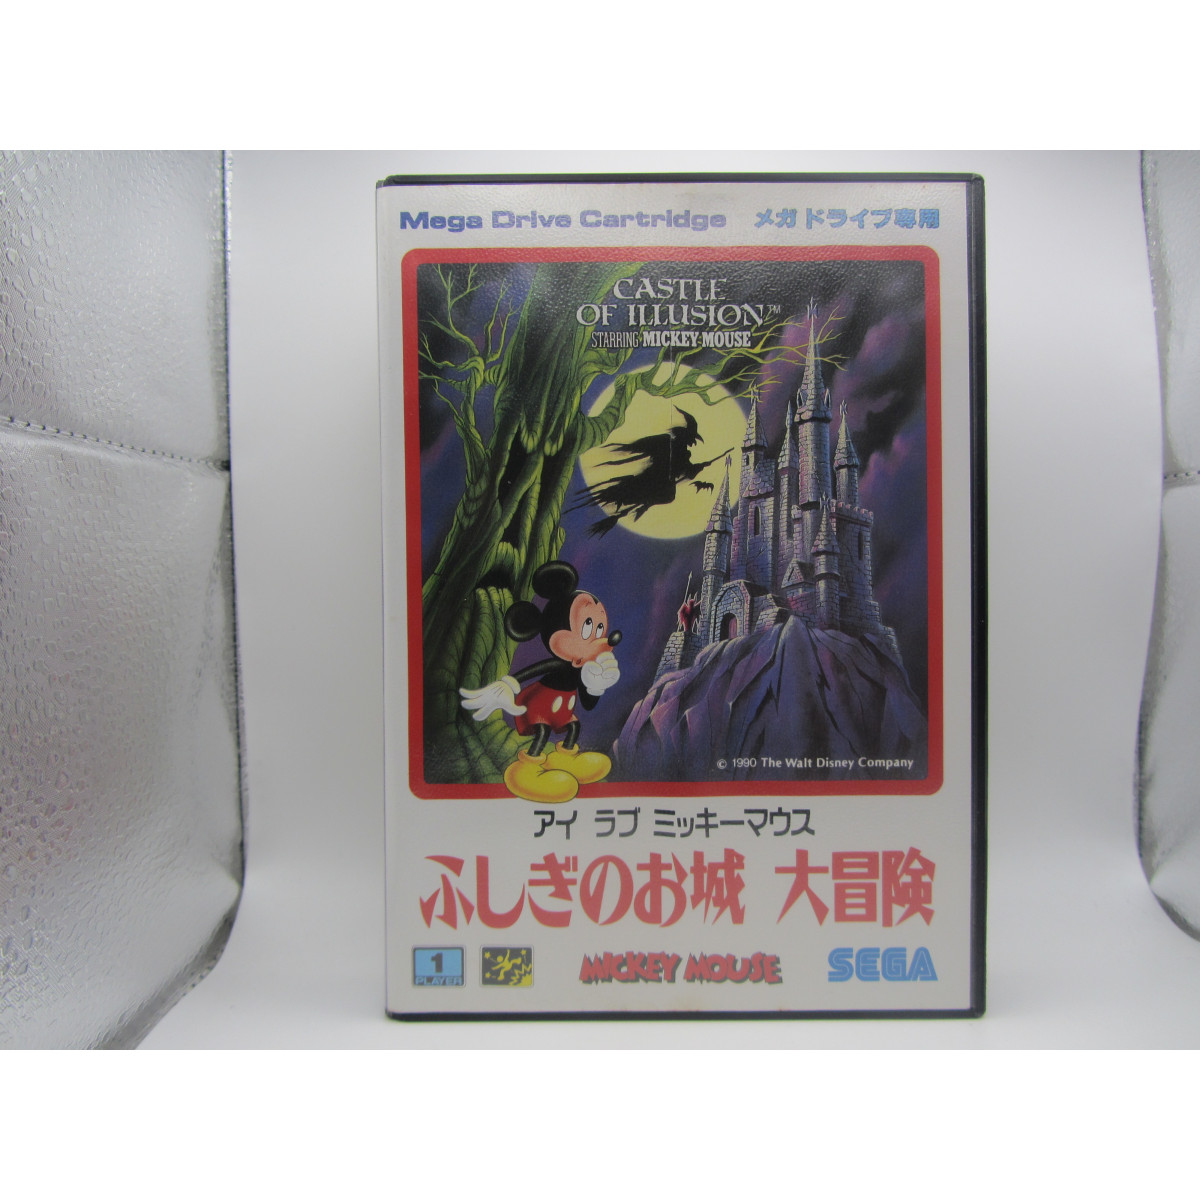 Mega Drive Cartridge メガドライブ専用
CASTLE
OF ILLUSION™
STARRING MICKEY MOUSE
© 1990 The Walt Disney Company
アイ ラブ ミッキーマウス
ふしぎのお城 大冒険
1
PLAYER
MICKEY MOUSE
SEGA